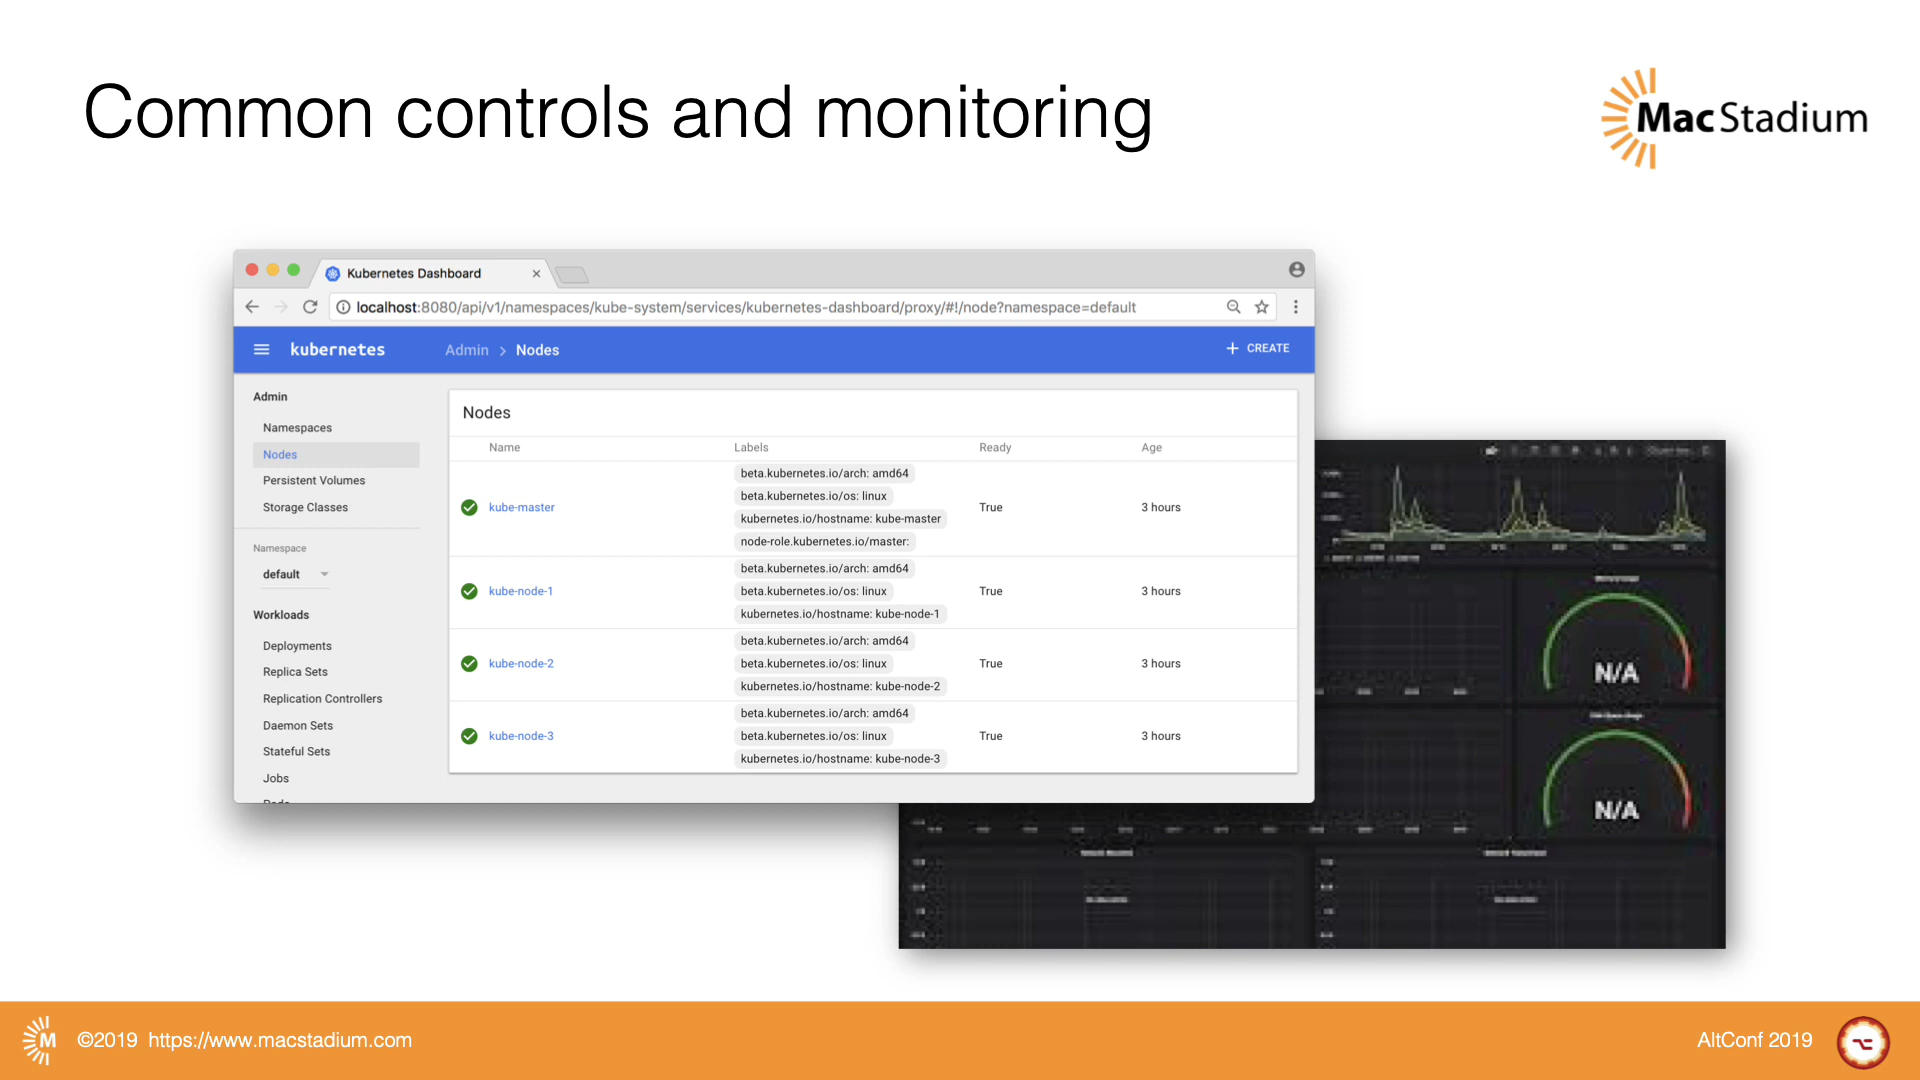 Common controls and monitoring
MacStadium
Kubernetes Dashboard
localhost:8080/api/v1/namespaces/kube-system/services/kubernetes-dashboard/proxy/#!/node?namespace=default
kubernetes
Admin > Nodes
+ CREATE
Admin
Namespaces
Nodes
Persistent Volumes
Storage Classes
Namespace
default
Workloads
Deployments
Replica Sets
Replication Controllers
Daemon Sets
Stateful Sets
Jobs
Nodes
Name Labels Ready Age
beta.kubernetes.io/arch: amd64
beta.kubernetes.io/os: linux
kube-master kubernetes.io/hostname: kube-master True 3 hours
node-role.kubernetes.io/master:
beta.kubernetes.io/arch: amd64
kube-node-1 beta.kubernetes.io/os: linux True 3 hours
kubernetes.io/hostname: kube-node-1
beta.kubernetes.io/arch: amd64
kube-node-2 beta.kubernetes.io/os: linux True 3 hours
kubernetes.io/hostname: kube-node-2
beta.kubernetes.io/arch: amd64
kube-node-3 beta.kubernetes.io/os: linux True 3 hours
kubernetes.io/hostname: kube-node-3
N/A
N/A
M ©2019 https://www.macstadium.com
AltConf 2019